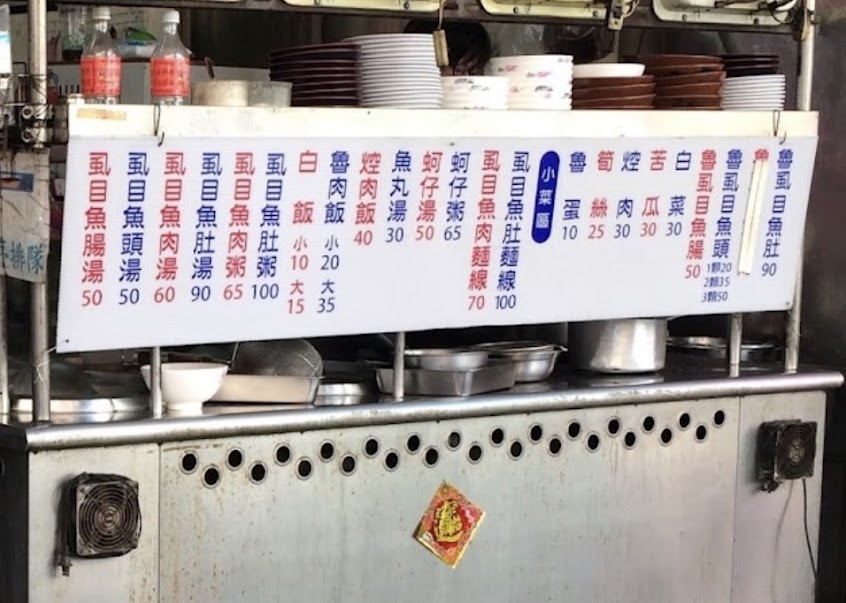 虱目魚腸湯 50
虱目魚頭湯 50
虱目魚肉湯 60
虱目魚肚湯 90
虱目魚肉粥 65
虱目魚肚粥 100
白飯 小10 大15
魯肉飯 小20 大35
焢肉飯 40
魚丸湯 30
蚵仔湯 50
蚵仔粥 65
虱目魚肉麵線 70
虱目魚肚麵線 100
小菜區
魯蛋 10
筍絲 25
焢肉 30
苦瓜 30
白菜 30
魯虱目魚腸 50
魯虱目魚頭 1顆20 2顆35 3顆50
魯虱目魚肚 90
排隊